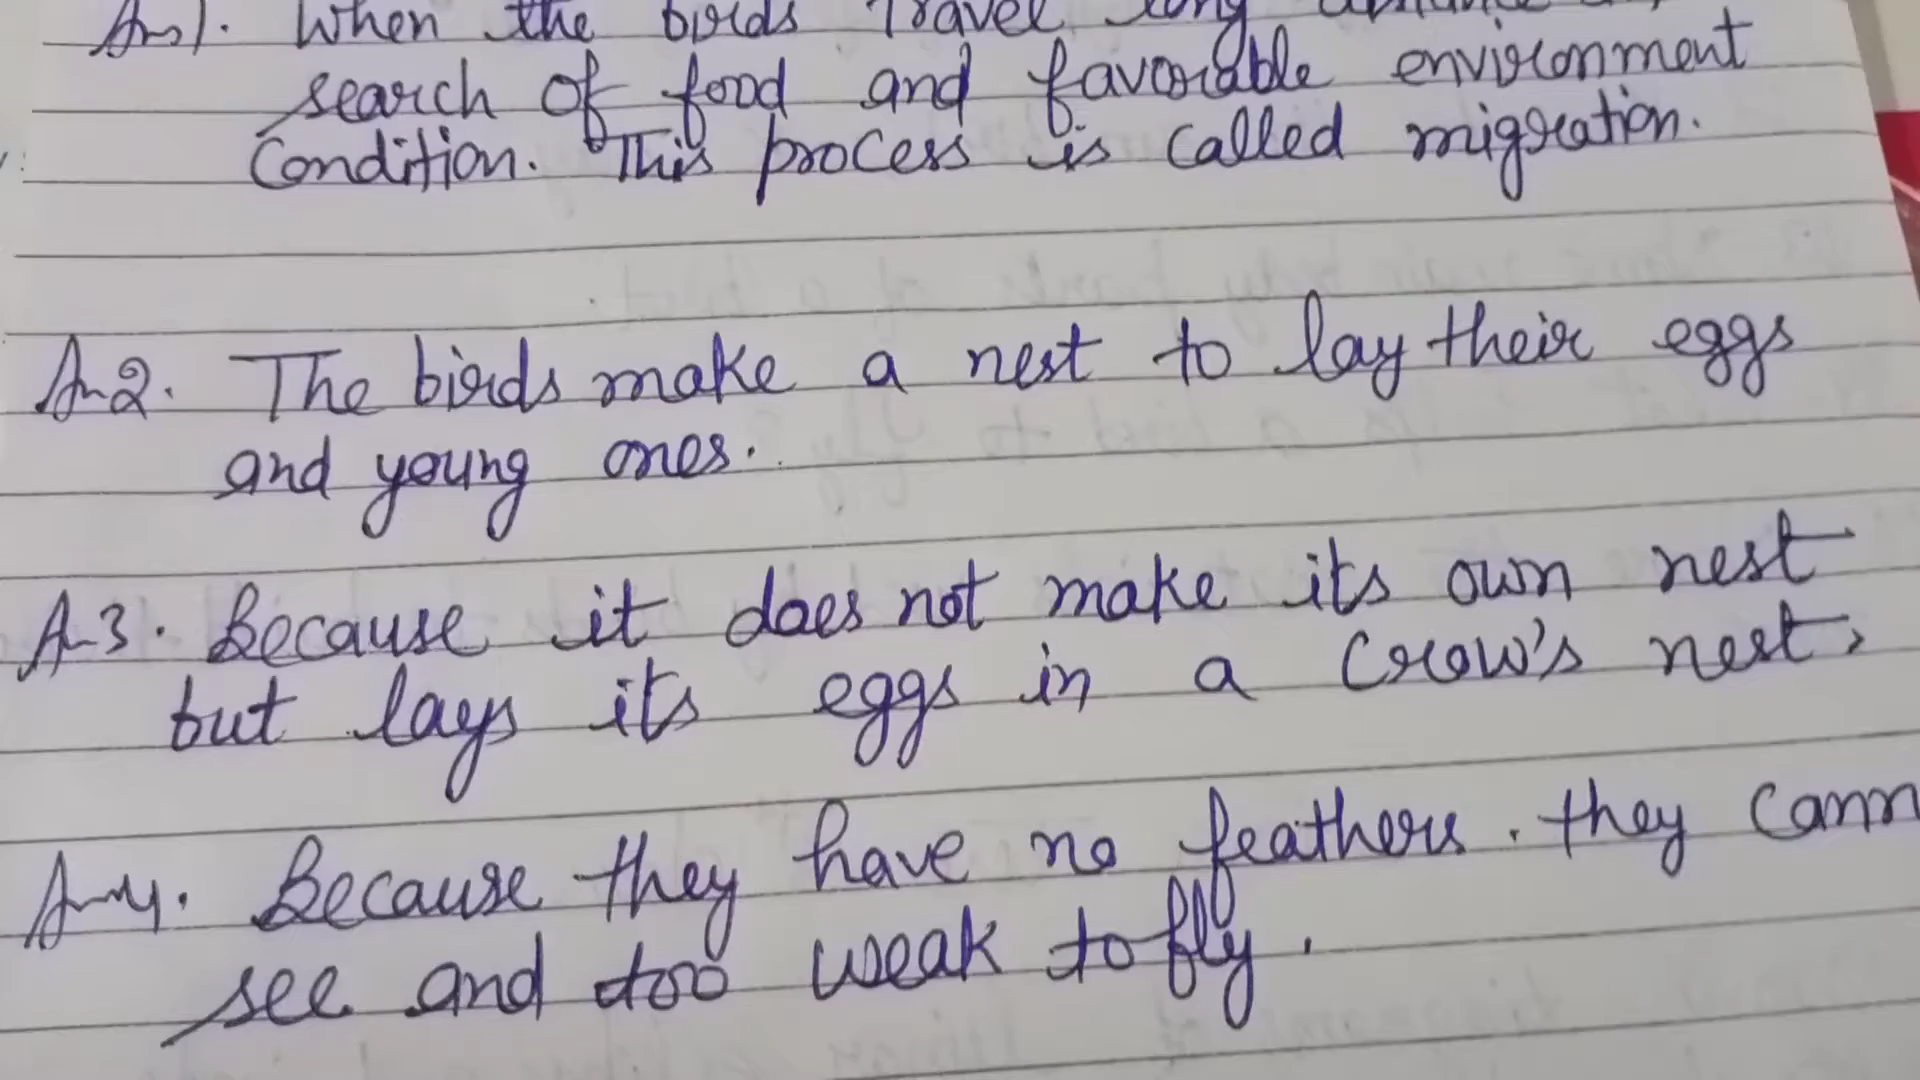 Ans1. When the birds Travel long distance
search of food and favorable environment
Condition. This process is called migration.
An2. The birds make a nest to lay their eggs
and young ones.
An3. Because it does not make its own nest
but lays its eggs in a Crow's nest,
An4. Because they have no feathers. they cann
see and too weak to fly.